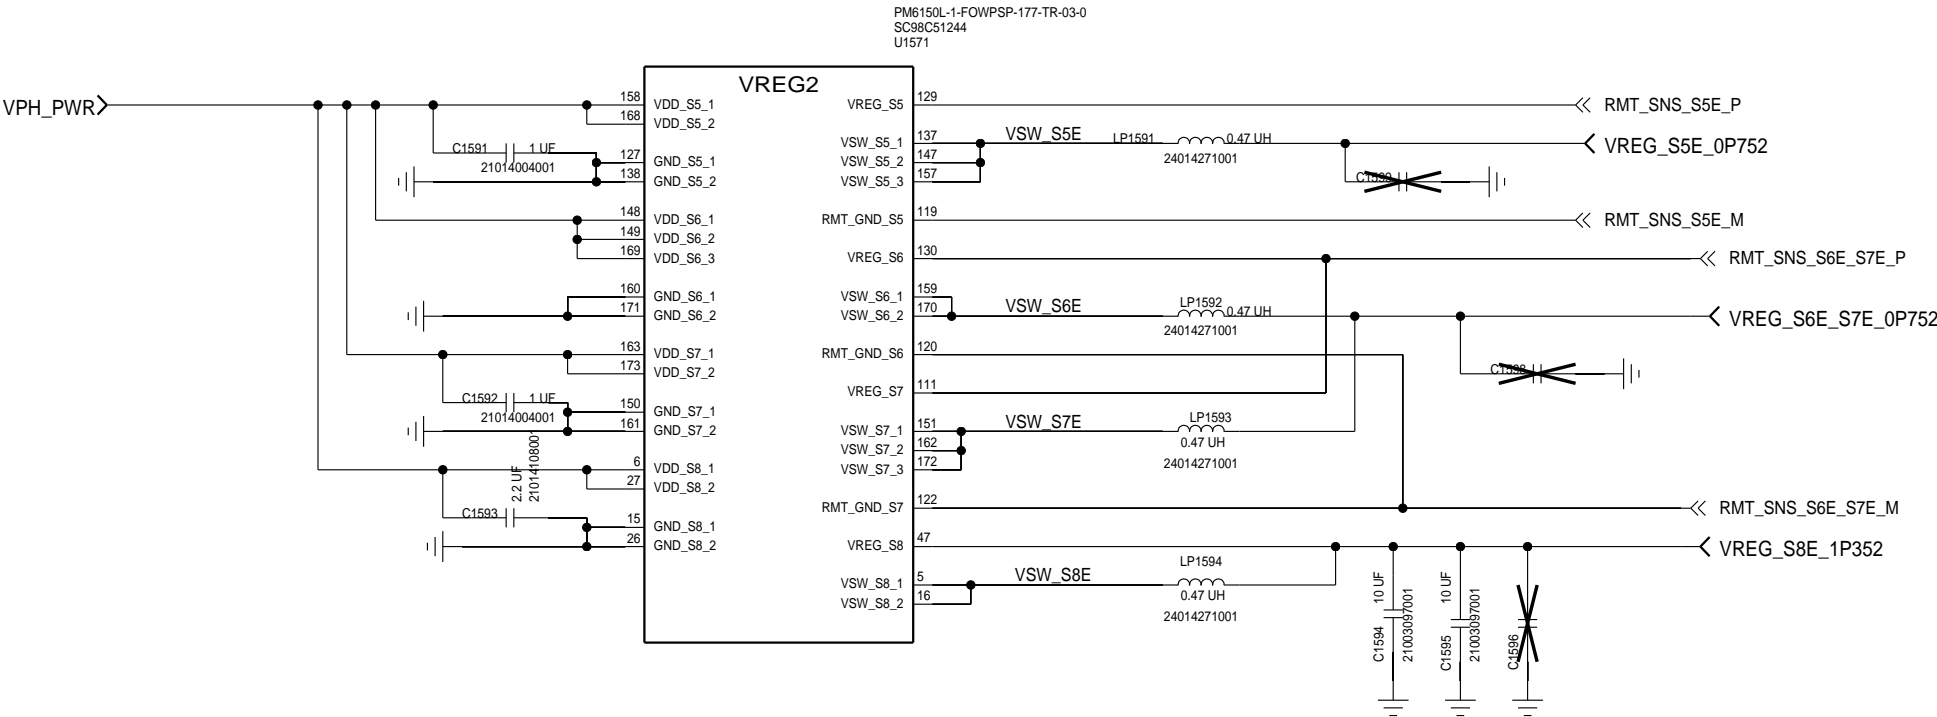 PM6150L-1-FOWPSP-177-TR-03-0
SC98C51244
U1571
VREG2
VPH_PWR
158 VDD_S5_1 VREG_S5 129 RMT_SNS_S5E_P
168 VDD_S5_2
VSW_S5_1 137 VSW_S5E LP1591 0.47 UH VREG_S5E_0P752
C1591 1 UF 127 GND_S5_1 VSW_S5_2 147 24014271001
21014004001
138 GND_S5_2 VSW_S5_3 157
148 VDD_S6_1 RMT_GND_S5 119 RMT_SNS_S5E_M
149 VDD_S6_2
169 VDD_S6_3 VREG_S6 130 RMT_SNS_S6E_S7E_P
160 GND_S6_1 VSW_S6_1 159
171 GND_S6_2 VSW_S6_2 170 VSW_S6E LP1592 0.47 UH VREG_S6E_S7E_0P752
24014271001
163 VDD_S7_1 RMT_GND_S6 120
173 VDD_S7_2
VREG_S7 111
C1592 1 UF 150 GND_S7_1
21014004001
161 GND_S7_2 VSW_S7_1 151 VSW_S7E LP1593
VSW_S7_2 162 0.47 UH
6 VDD_S8_1 VSW_S7_3 172 24014271001
27 VDD_S8_2
2.2 UF
C1593
RMT_GND_S7 122 RMT_SNS_S6E_S7E_M
15 GND_S8_1
26 GND_S8_2 VREG_S8 47 VREG_S8E_1P352
VSW_S8_1 5 VSW_S8E LP1594
VSW_S8_2 16 0.47 UH
24014271001
C1594 10 UF
21003097001
C1595 10 UF
21003097001
C1596